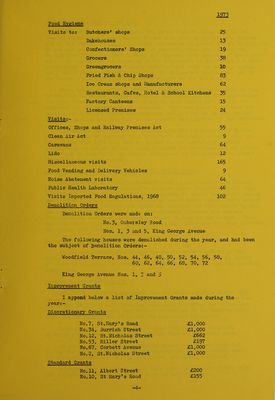 1973
Food Hygiene
Visits to: Butchers' shops 25
Bakehouses 13
Confectioners' Shops 19
Grocers 38
Greengrocers 10
Fried Fish & Chip Shops 83
Ice Cream shops and Manufacturers 62
Restaurants, Cafes, Hotel & School Kitchens 35
Factory Canteens 15
Licensed Premises 24
Visits:-
Offices, Shops and Railway Premises Act 55
Clean Air Act 9
Caravans 64
Lido 12
Miscellaneous visits 165
Food Vending and Delivery Vehicles 9
Noise Abatement visits 64
Public Health Laboratory 46
Visits Imported Food Regulations, 1968 102
Demolition Orders
Demolition Orders were made on:
No.3, Ombersley Road
Nos. 1, 3 and 5, King George Avenue
The following houses were demolished during the year, and had been
the subject of Demolition Orders:-
Woodfield Terrace, Nos. 44, 46, 48, 50, 52, 54, 56, 58,
60, 62, 64, 66, 68, 70, 72
King George Avenue Nos. 1, 3 and 5
Improvement Grants
I append below a list of Improvement Grants made during the
year:-
Discretionary Grants
No.7, St.Mary's Road £1,000
No.34, Burrish Street £1,000
No.12, St.Nicholas Street £662
No.53, Miller Street £197
No.67, Corbett Avenue £1,000
No.2, St.Nicholas Street £1,000
Standard Grants
No.11, Albert Street £200
No.10, St Mary's Road £155
-4-